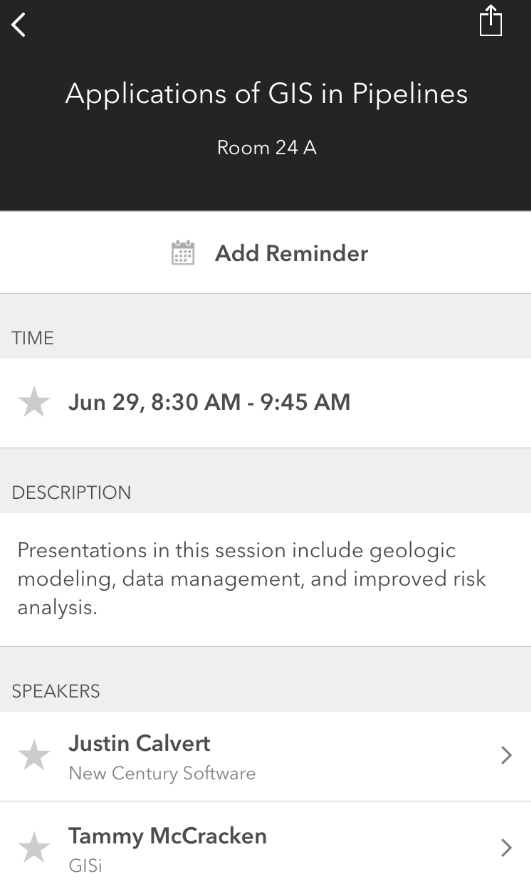 Applications of GIS in Pipelines
Room 24 A
Add Reminder
TIME
Jun 29, 8:30 AM - 9:45 AM
DESCRIPTION
Presentations in this session include geologic
modeling, data management, and improved risk
analysis.
SPEAKERS
Justin Calvert
New Century Software
Tammy McCracken
GISi